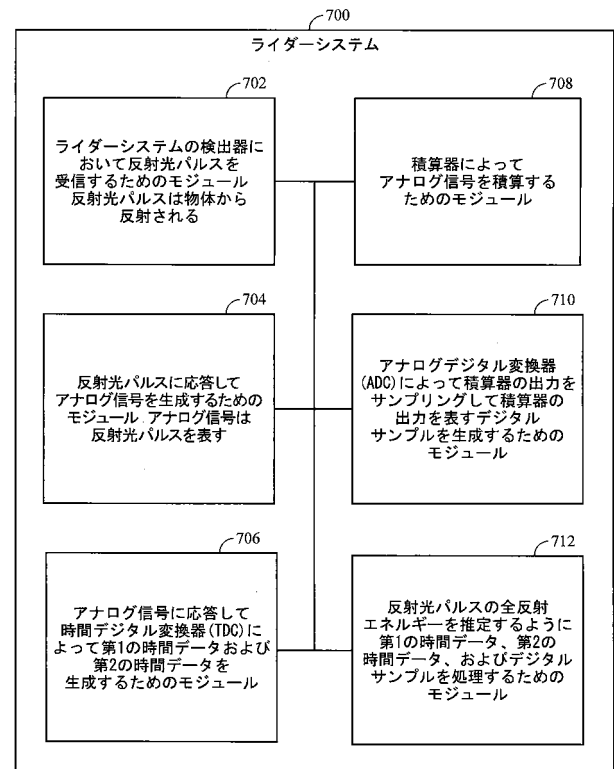 700
ライダーシステム
702
ライダーシステムの検出器に
おいて反射光パルスを
受信するためのモジュール
反射光パルスは物体から
反射される
708
積算器によって
アナログ信号を積算する
ためのモジュール
704
反射光パルスに応答して
アナログ信号を生成するための
モジュール.アナログ信号は
反射光パルスを表す
710
アナログデジタル変換器
(ADC)によって積算器の出力を
サンプリングして積算器の
出力を表すデジタル
サンプルを生成するための
モジュール
706
アナログ信号に応答して
時間デジタル変換器(TDC)に
よって第1の時間データおよび
第2の時間データを
生成するためのモジュール
712
反射光パルスの全反射
エネルギーを推定するように
第1の時間データ、第2の
時間データ、およびデジタル
サンプルを処理するための
モジュール